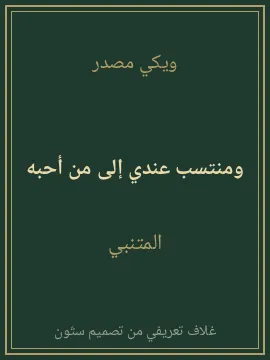 ويكي مصدر
ومنتسب عندي إلى من أحبه
المتنبي
غلاف تعريفي من تصميم سئون